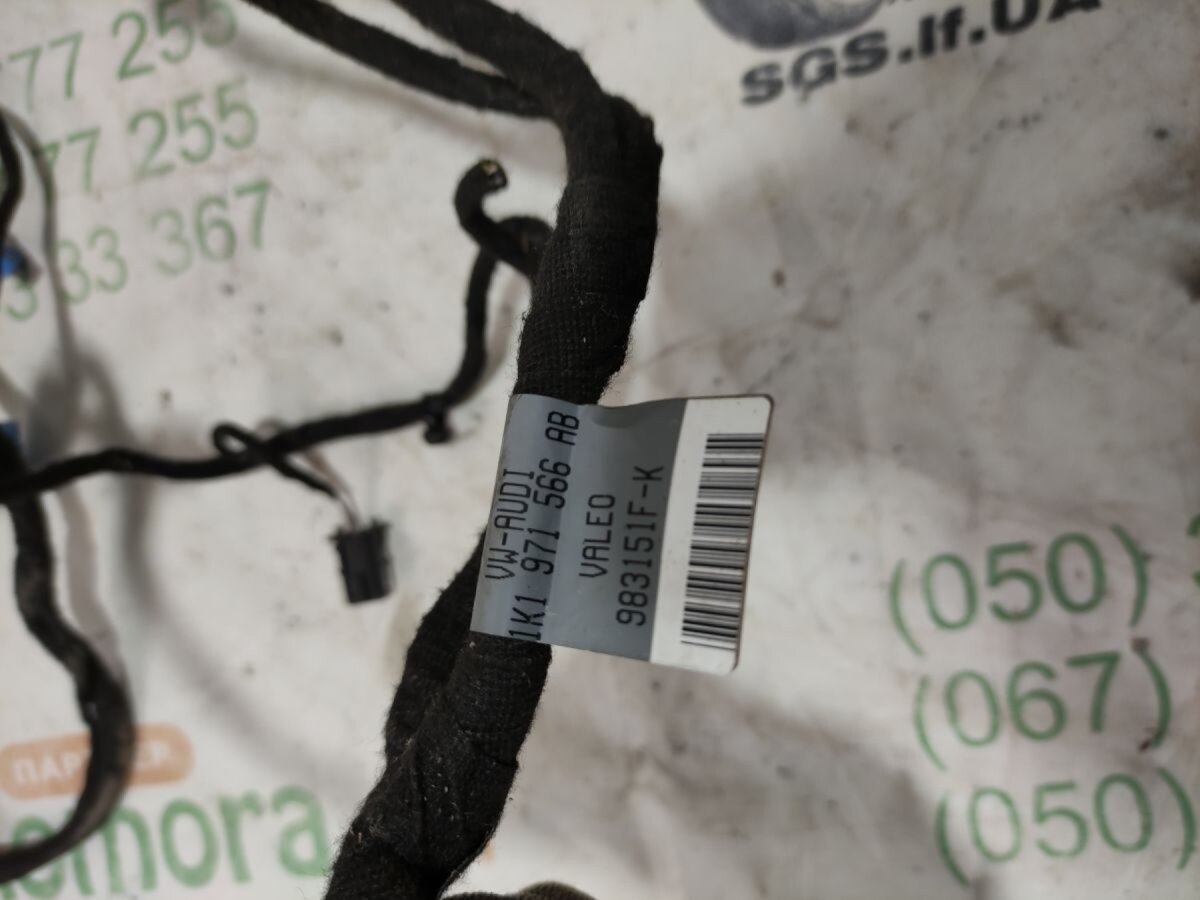 77 255
77 255
33 367
SGS.If.UA
VW-AUDI
1K1 971 566 AB
VALEO
983151F-K
(050)
(067)
(050)